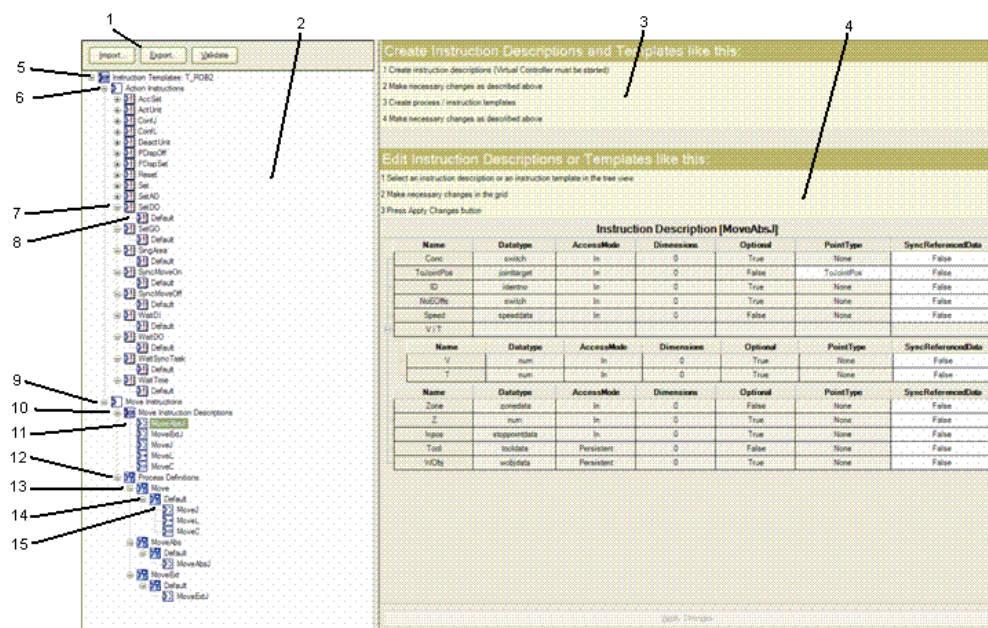 1
2
3
4
5
6
7
8
9
10
11
12
13
14
15
Import...
Export...
Validate
Instruction Templates: T_ROB2
Action Instructions
AccSet
ActUnit
ConfJ
ConfL
DeactUnit
PDispOff
PDispSet
Reset
Set
SetAO
SetDO
Default
SetGO
Default
SingArea
Default
SyncMoveOn
Default
SyncMoveOff
Default
WaitDI
Default
WaitDO
Default
WaitSyncTask
Default
WaitTime
Default
Move Instructions
Move Instruction Descriptions
MoveAbsJ
MoveExtJ
MoveJ
MoveL
MoveC
Process Definitions
Move
Default
MoveJ
MoveL
MoveC
MoveAbs
Default
MoveAbsJ
MoveExt
Default
MoveExtJ
Create Instruction Descriptions and Templates like this:
1 Create instruction descriptions (Virtual Controller must be started)
2 Make necessary changes as described above
3 Create process / instruction templates
4 Make necessary changes as described above
Edit Instruction Descriptions or Templates like this:
1 Select an instruction description or an instruction template in the tree view
2 Make necessary changes in the grid
3 Press Apply Changes button
Instruction Description [MoveAbsJ]
Name Datatype AccessMode Dimensions Optional PointType SyncReferencedData
Conc switch In 0 True None False
ToJointPos jointtarget In 0 False ToJointPos False
ID identno In 0 True None False
NoEOffs switch In 0 True None False
Speed speeddata In 0 False None False
V / T
Name Datatype AccessMode Dimensions Optional PointType SyncReferencedData
V num In 0 True None False
T num In 0 True None False
Name Datatype AccessMode Dimensions Optional PointType SyncReferencedData
Zone zonedata In 0 False None False
Z num In 0 True None False
Inpos stoppointdata In 0 True None False
Tool tooldata Persistent 0 False None False
WObj wobjdata Persistent 0 True None False
Apply Changes